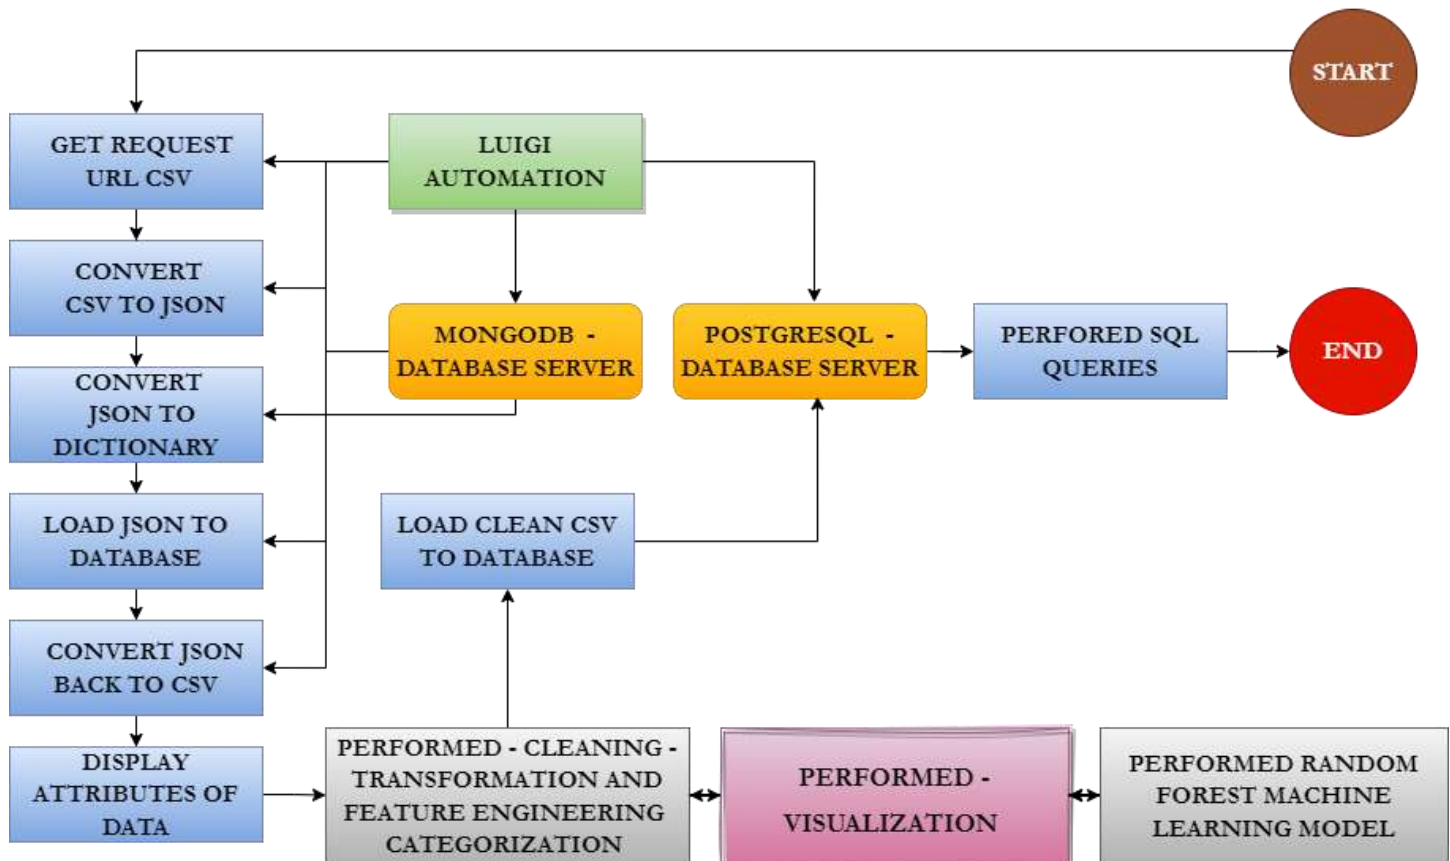 START
GET REQUEST
URL CSV
LUIGI
AUTOMATION
CONVERT
CSV TO JSON
MONGODB -
DATABASE SERVER
POSTGRESQL -
DATABASE SERVER
PERFORED SQL
QUERIES
END
CONVERT
JSON TO
DICTIONARY
LOAD JSON TO
DATABASE
LOAD CLEAN CSV
TO DATABASE
CONVERT JSON
BACK TO CSV
DISPLAY
ATTRIBUTES OF
DATA
PERFORMED - CLEANING -
TRANSFORMATION AND
FEATURE ENGINEERING
CATEGORIZATION
PERFORMED -
VISUALIZATION
PERFORMED RANDOM
FOREST MACHINE
LEARNING MODEL